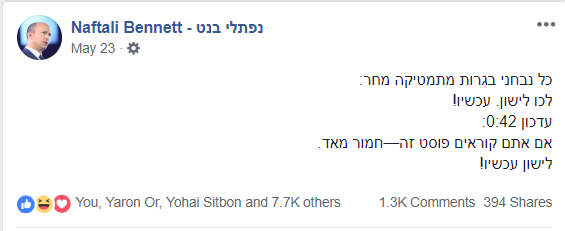 Naftali Bennett - נפתלי בנט
May 23
כל נבחני בגרות מתמטיקה מחר:
לכו לישון. עכשיו!
עדכון 0:42:
אם אתם קוראים פוסט זה—חמור מאד.
לישון עכשיו!
You, Yaron Or, Yohai Sitbon and 7.7K others 1.3K Comments 394 Shares